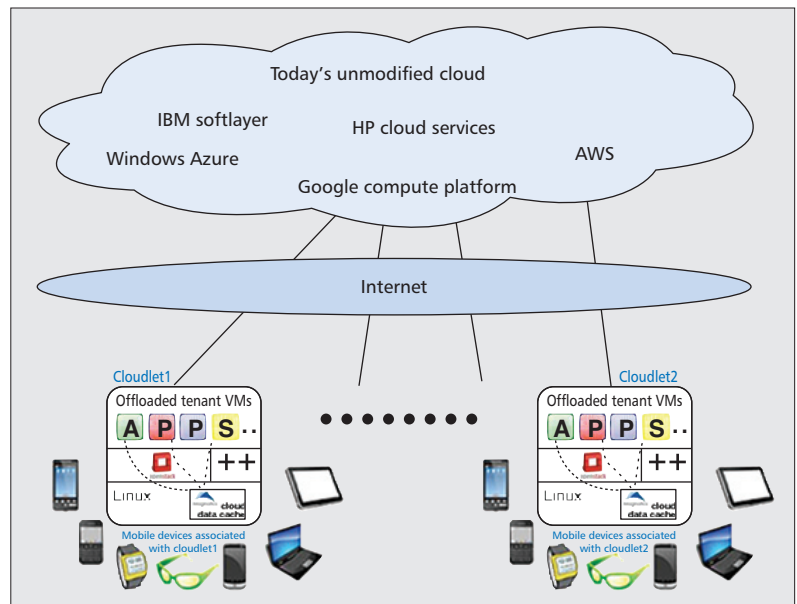 Today's unmodified cloud
IBM softlayer
HP cloud services
Windows Azure
AWS
Google compute platform
Internet
Cloudlet1
Offloaded tenant VMs
A P P S ..
++
Linux
cloud
data cache
Mobile devices associated
with cloudlet1
Cloudlet2
Offloaded tenant VMs
A P P S ..
++
Linux
cloud
data cache
Mobile devices associated
with cloudlet2